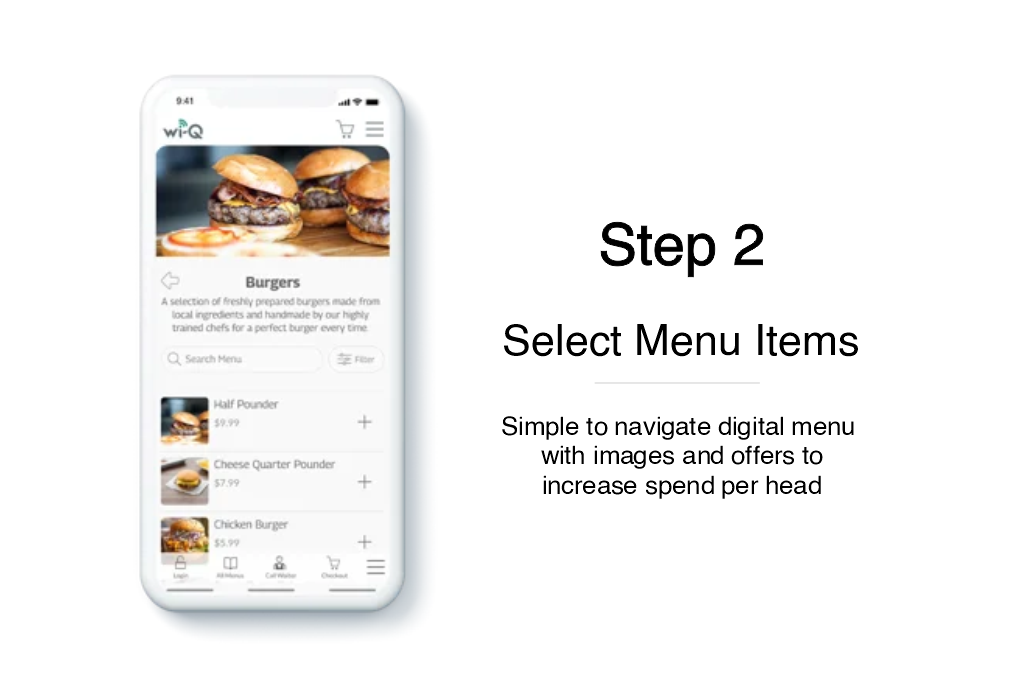 9:41
wi-Q
Burgers
A selection of freshly prepared burgers made from
local ingredients and handmade by our highly
trained chefs for a perfect burger every time.
Search Menu
Filter
Half Pounder
$9.99
Cheese Quarter Pounder
$7.99
Chicken Burger
$5.99
Login
All Menus
Call Waiter
Checkout
Step 2
Select Menu Items
Simple to navigate digital menu
with images and offers to
increase spend per head